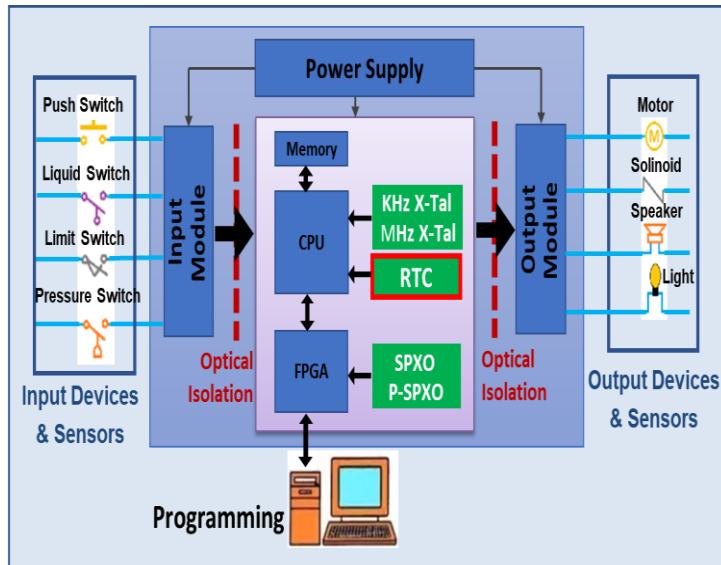 Power Supply
Push Switch
Liquid Switch
Limit Switch
Pressure Switch
Input Devices
& Sensors
Input
Module
Optical
Isolation
Memory
CPU
FPGA
KHz X-Tal
MHz X-Tal
RTC
SPXO
P-SPXO
Optical
Isolation
Output
Module
Motor
M
Solinoid
Speaker
Light
Output Devices
& Sensors
Programming